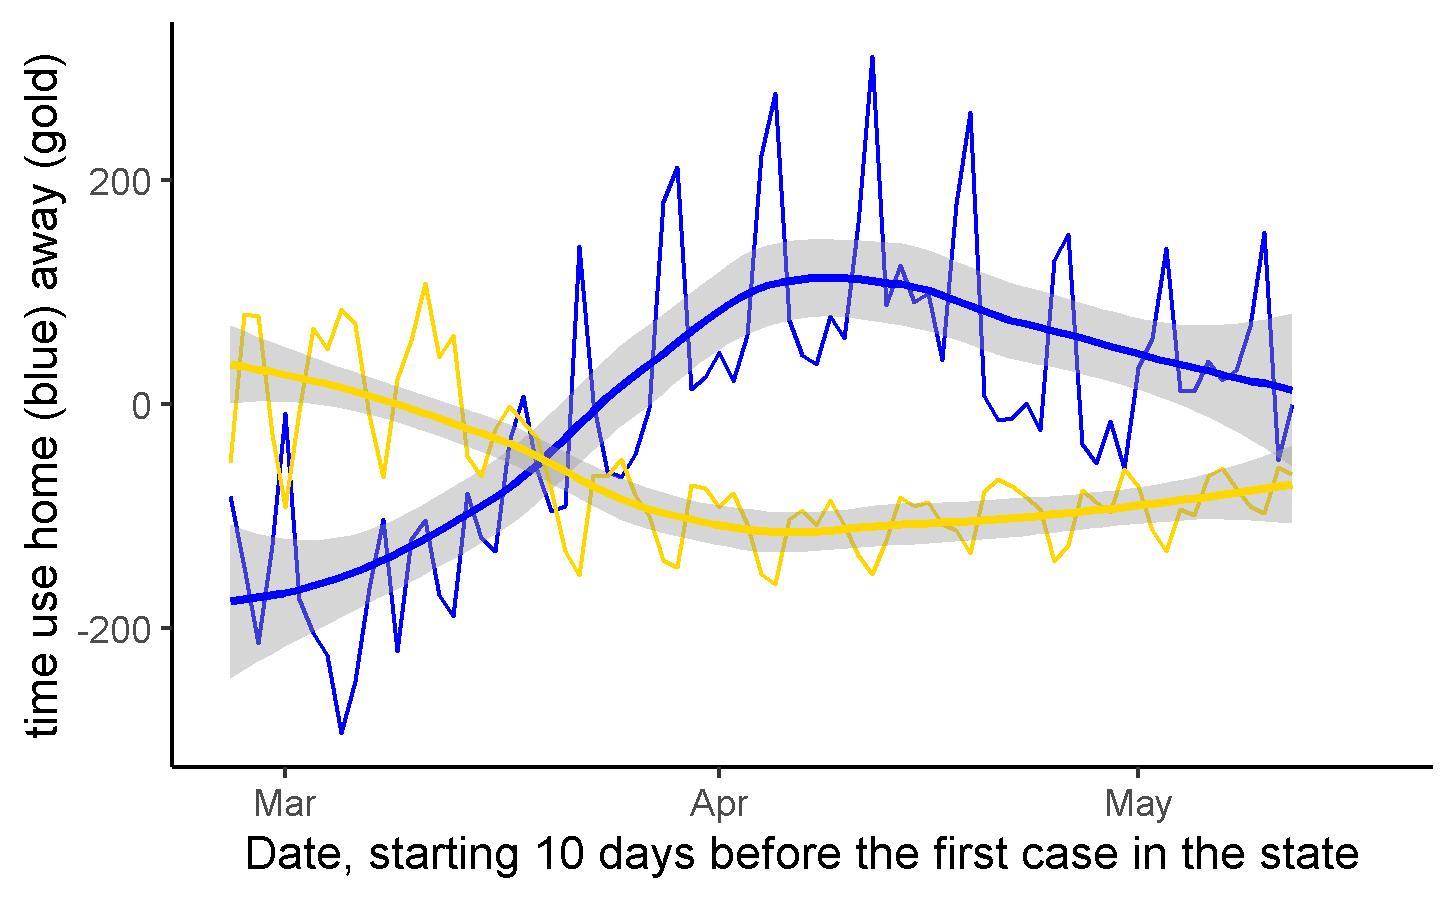 time use home (blue) away (gold)
200
0
-200
Mar
Apr
May
Date, starting 10 days before the first case in the state